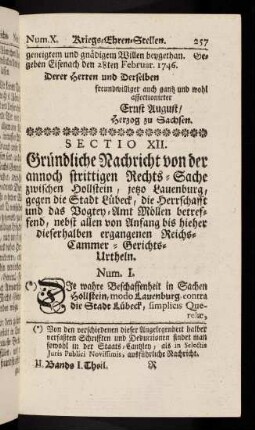 Num.X. Kriegs-Ehren-Stellen. 257
geneigtem und gnädigem Willen beygethan. Ge-
geben Eisenach den 28ten Februar. 1746.
Derer Herren und Derselben
freundwilliger auch gantz und wohl
affectionirter
Ernst August/
Hertzog zu Sachsen.
SECTIO XII.
Gründliche Nachricht von der
annoch strittigen Rechts-Sache
zwischen Hollstein, jetzo Lauenburg,
gegen die Stadt Lübeck, die Herrschafft
und das Vogtey-Amt Möllen betref-
fend, nebst allen von Anfang bis hieher
dieserhalben ergangenen Reichs-
Cammer-Gerichts-
Urtheln.
Num. I.
(*) Die wahre Beschaffenheit in Sachen
Hollstein, modo Lauenburg contra
die Stadt Lübeck, simplicis Que-
relæ,
(*) Von den verschiedenen dieser Angelegenheit halber
verfaßten Schrifften und Deductionen findet man
sowohl in der Staats-Cantzley, als in Selectis
Juris Publici Novissimis, ausführliche Nachricht.
II. Bands I. Theil. R